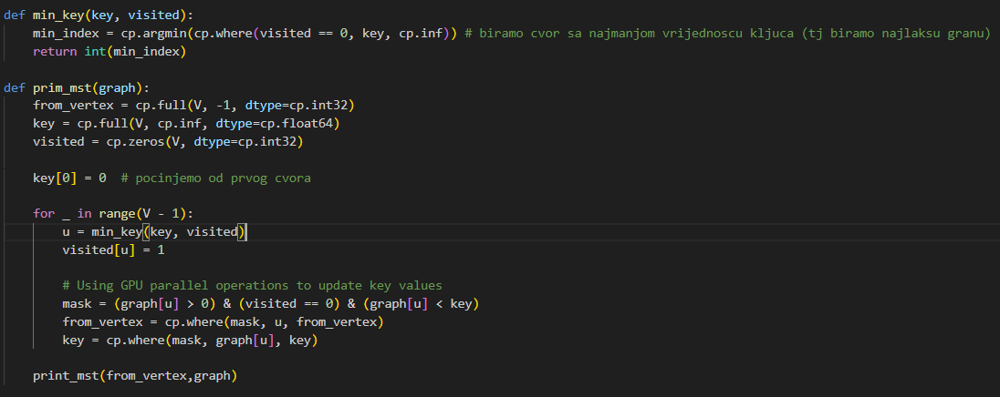 def min_key(key, visited):
    min_index = cp.argmin(cp.where(visited == 0, key, cp.inf)) # biramo cvor sa najmanjom vrijednoscu kljuca (tj biramo najlaksu granu)
    return int(min_index)

def prim_mst(graph):
    from_vertex = cp.full(V, -1, dtype=cp.int32)
    key = cp.full(V, cp.inf, dtype=cp.float64)
    visited = cp.zeros(V, dtype=cp.int32)

    key[0] = 0  # pocinjemo od prvog cvora

    for _ in range(V - 1):
        u = min_key(key, visited)
        visited[u] = 1

        # Using GPU parallel operations to update key values
        mask = (graph[u] > 0) & (visited == 0) & (graph[u] < key)
        from_vertex = cp.where(mask, u, from_vertex)
        key = cp.where(mask, graph[u], key)

    print_mst(from_vertex,graph)